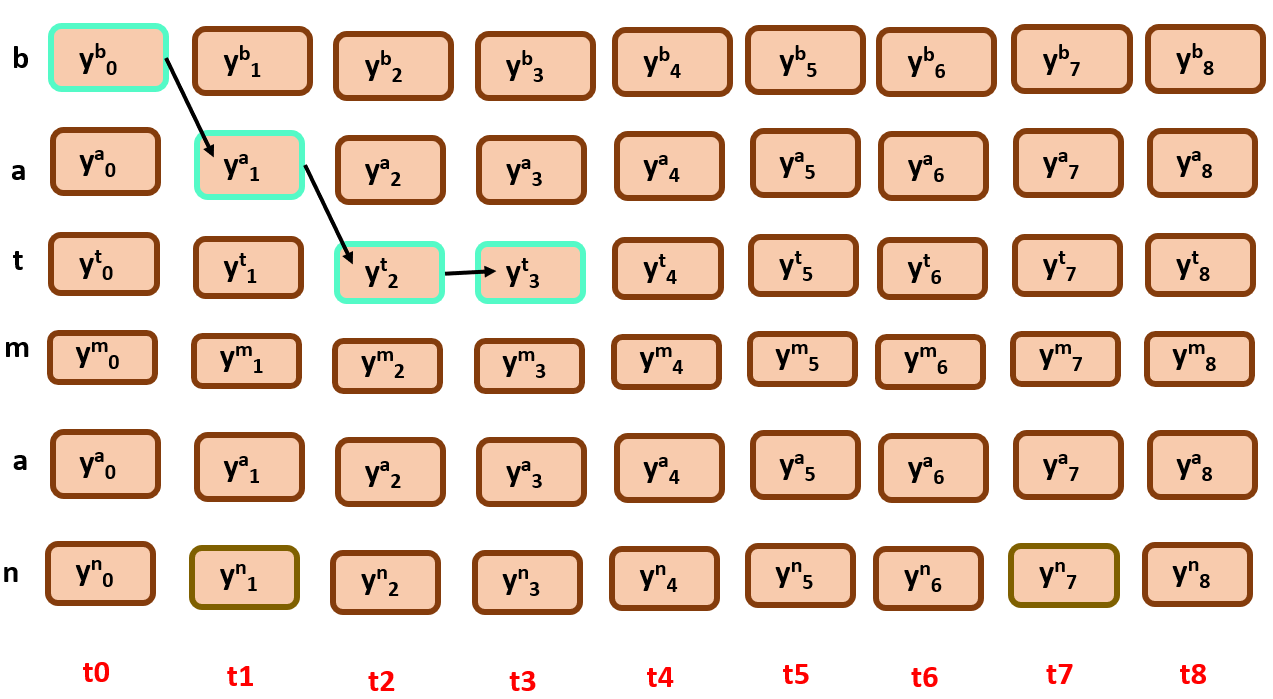 b y^b_0 y^b_1 y^b_2 y^b_3 y^b_4 y^b_5 y^b_6 y^b_7 y^b_8
a y^a_0 y^a_1 y^a_2 y^a_3 y^a_4 y^a_5 y^a_6 y^a_7 y^a_8
t y^t_0 y^t_1 y^t_2 y^t_3 y^t_4 y^t_5 y^t_6 y^t_7 y^t_8
m y^m_0 y^m_1 y^m_2 y^m_3 y^m_4 y^m_5 y^m_6 y^m_7 y^m_8
a y^a_0 y^a_1 y^a_2 y^a_3 y^a_4 y^a_5 y^a_6 y^a_7 y^a_8
n y^n_0 y^n_1 y^n_2 y^n_3 y^n_4 y^n_5 y^n_6 y^n_7 y^n_8
t0 t1 t2 t3 t4 t5 t6 t7 t8